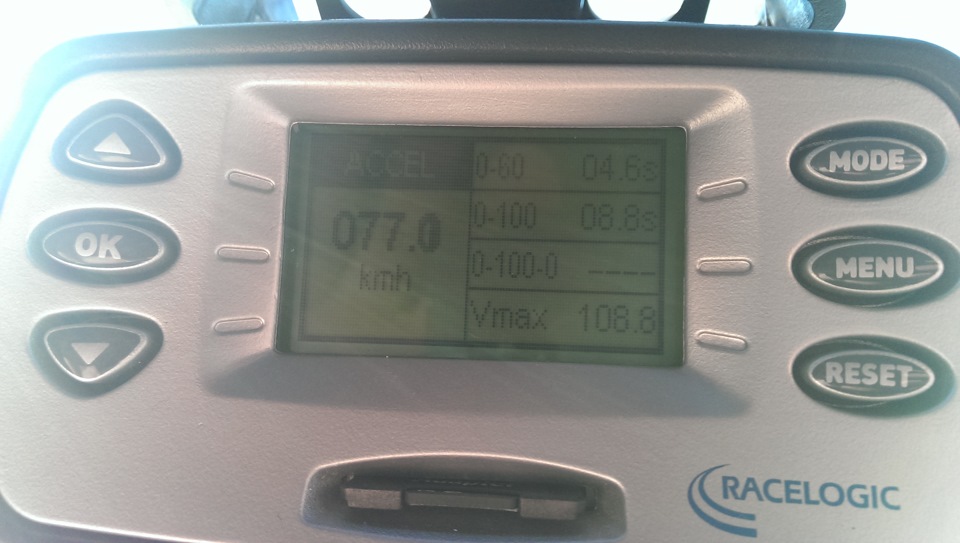 ACCEL
077.0
kmh
0-60 04.6s
0-100 08.8s
0-100-0 -----
Vmax 108.8
OK
MODE
MENU
RESET
RACELOGIC